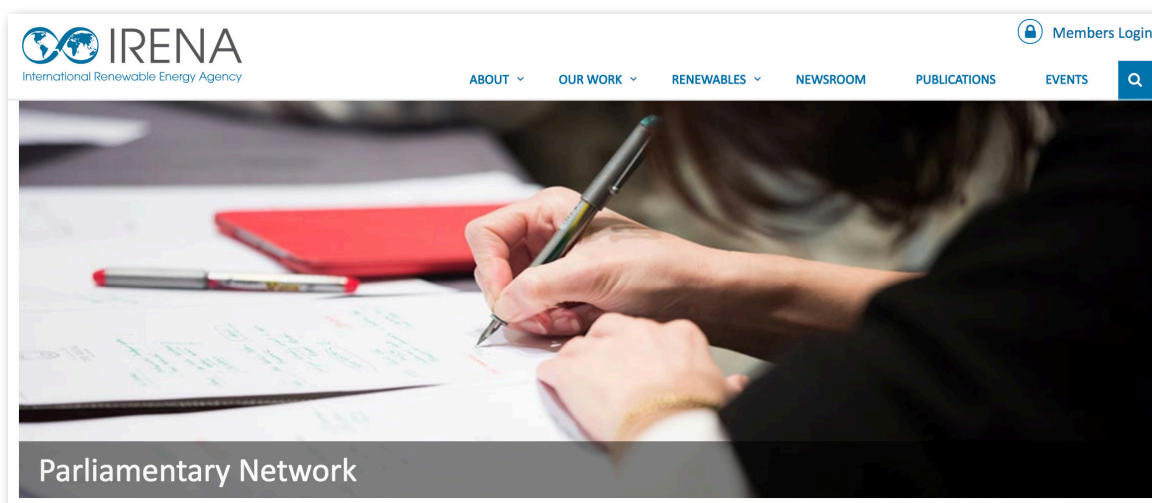 IRENA
International Renewable Energy Agency
Members Login
ABOUT OUR WORK RENEWABLES NEWSROOM PUBLICATIONS EVENTS
Parliamentary Network